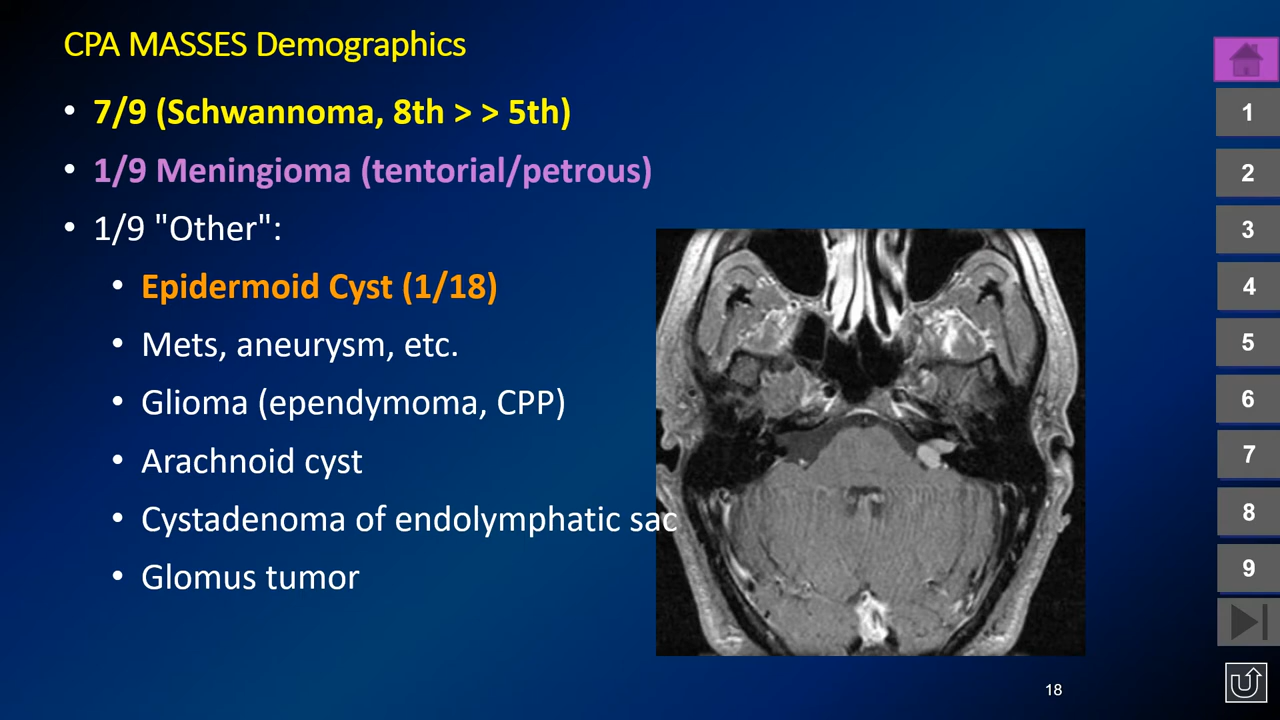 CPA MASSES Demographics
• 7/9 (Schwannoma, 8th > > 5th)
• 1/9 Meningioma (tentorial/petrous)
• 1/9 "Other":
• Epidermoid Cyst (1/18)
• Mets, aneurysm, etc.
• Glioma (ependymoma, CPP)
• Arachnoid cyst
• Cystadenoma of endolymphatic sac
• Glomus tumor
1
2
3
4
5
6
7
8
9
18